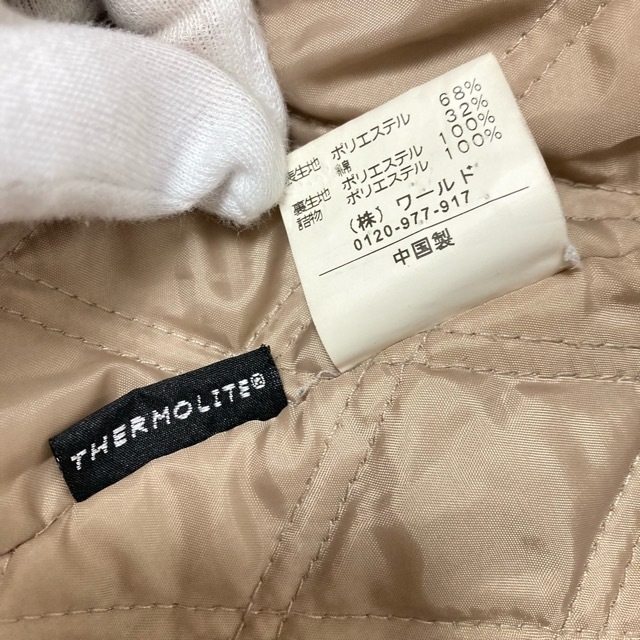 表生地 ポリエステル 68%
綿 32%
裏生地 ポリエステル 100%
詰物 ポリエステル 100%
(株) ワールド
0120-977-917
中国製
THERMOLITE®